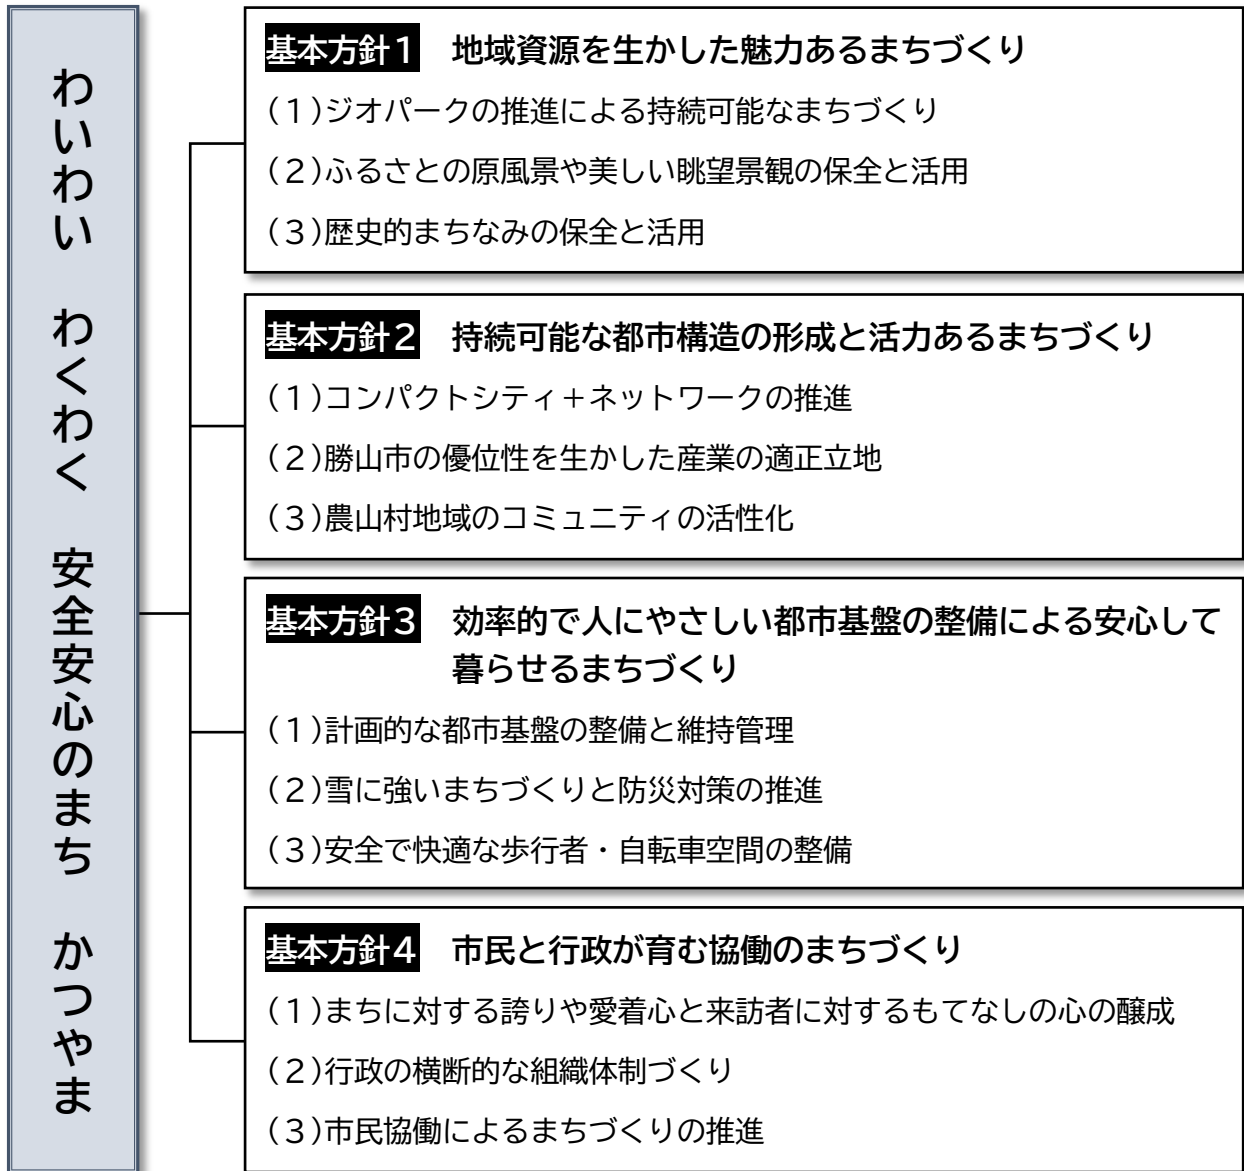 わいわい　わくわく　安全安心のまち　かつやま
基本方針１　地域資源を生かした魅力あるまちづくり
（１）ジオパークの推進による持続可能なまちづくり
（２）ふるさとの原風景や美しい眺望景観の保全と活用
（３）歴史的まちなみの保全と活用
基本方針２　持続可能な都市構造の形成と活力あるまちづくり
（１）コンパクトシティ＋ネットワークの推進
（２）勝山市の優位性を生かした産業の適正立地
（３）農山村地域のコミュニティの活性化
基本方針３　効率的で人にやさしい都市基盤の整備による安心して
暮らせるまちづくり
（１）計画的な都市基盤の整備と維持管理
（２）雪に強いまちづくりと防災対策の推進
（３）安全で快適な歩行者・自転車空間の整備
基本方針４　市民と行政が育む協働のまちづくり
（１）まちに対する誇りや愛着心と来訪者に対するもてなしの心の醸成
（２）行政の横断的な組織体制づくり
（３）市民協働によるまちづくりの推進